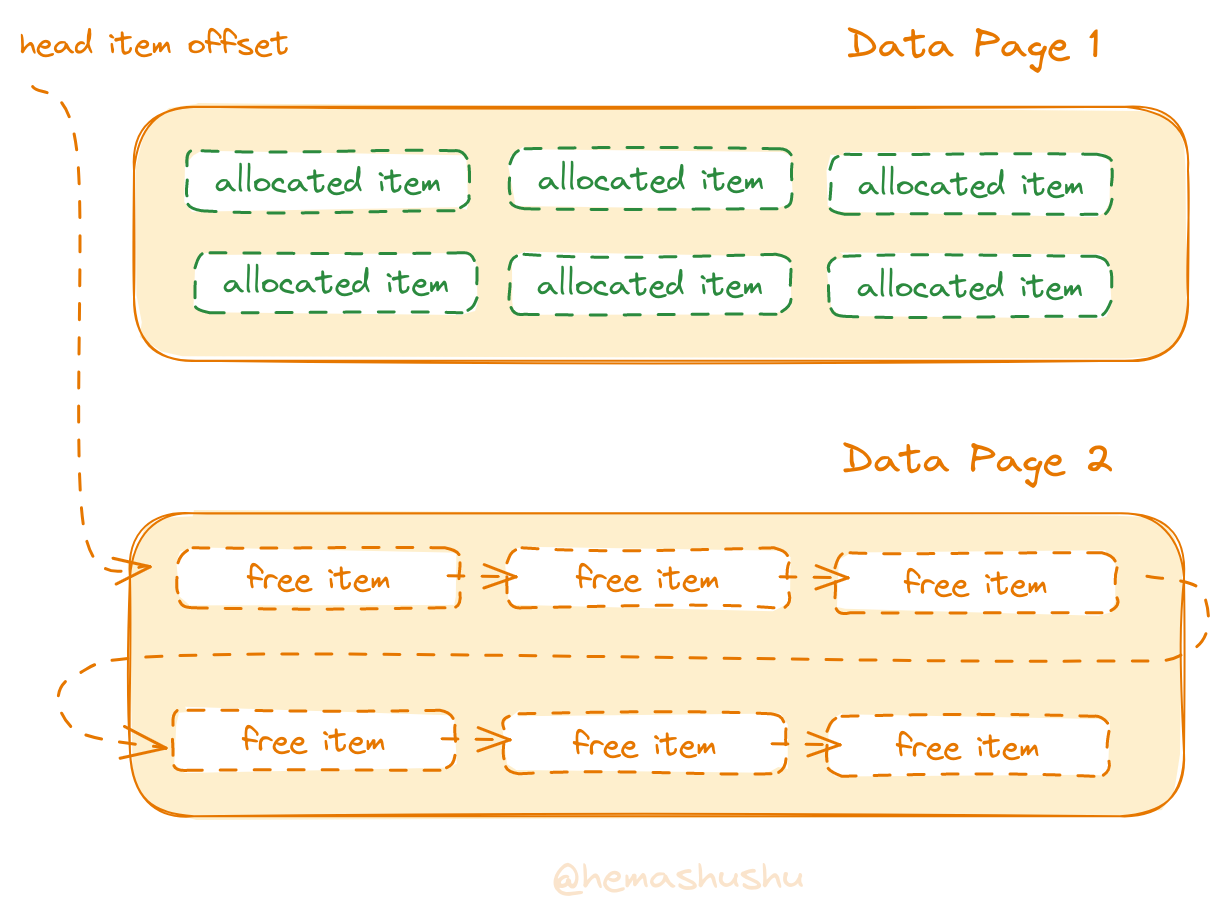 head item offset
Data Page 1
allocated item allocated item allocated item
allocated item allocated item allocated item
Data Page 2
free item free item free item
free item free item free item
@hemashushu